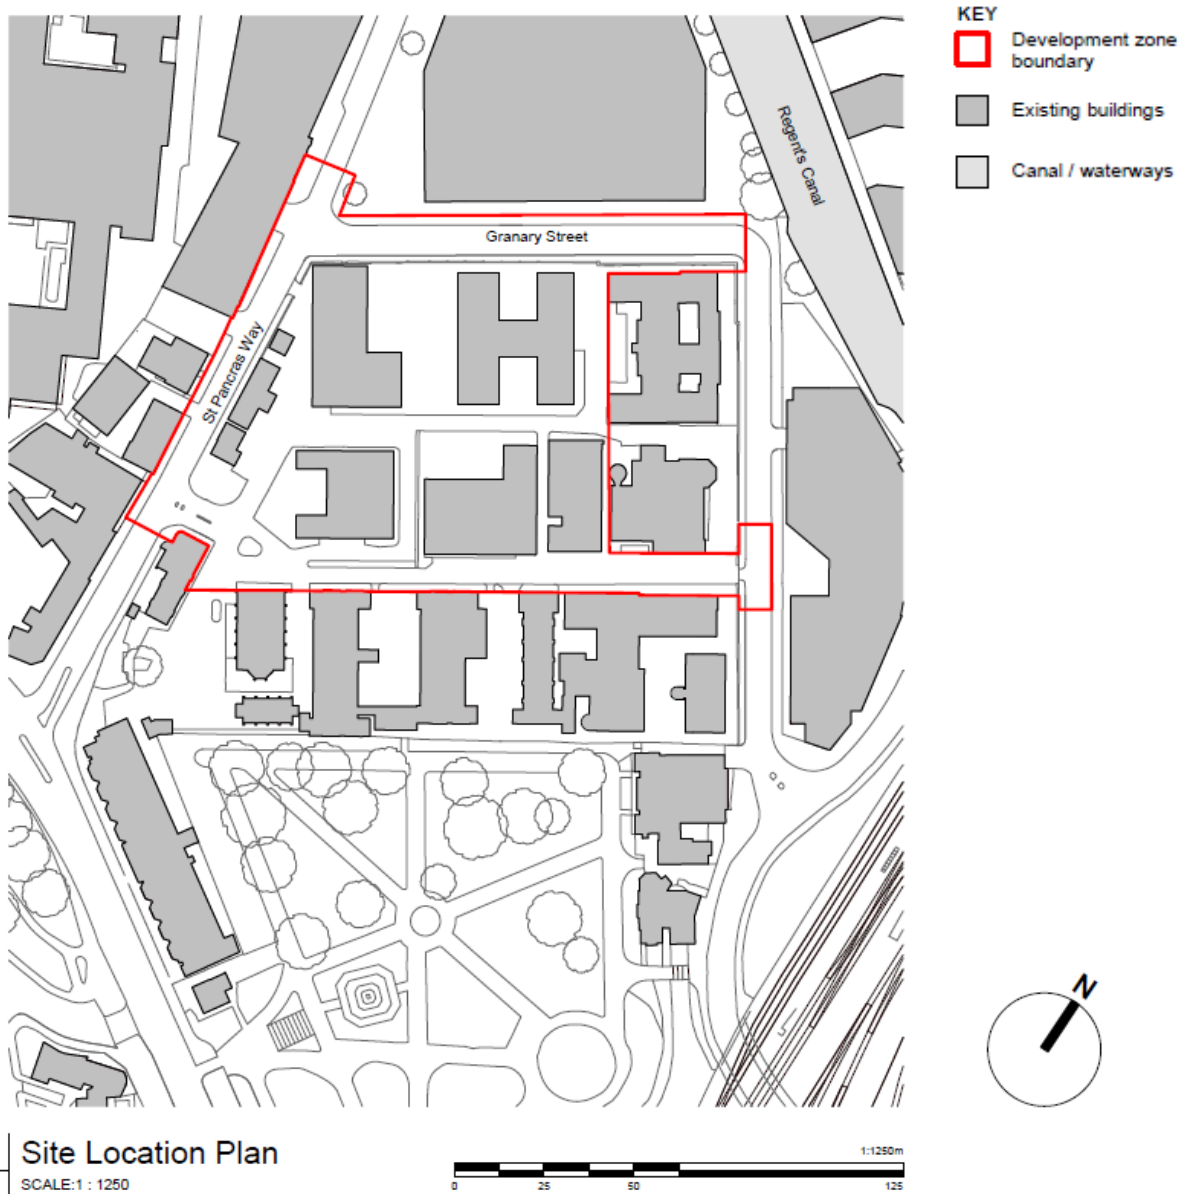 KEY
Development zone
boundary
Existing buildings
Canal / waterways
Regent's Canal
Granary Street
St Pancras Way
N
Site Location Plan
SCALE:1 : 1250
1:1250m
0 25 50 125